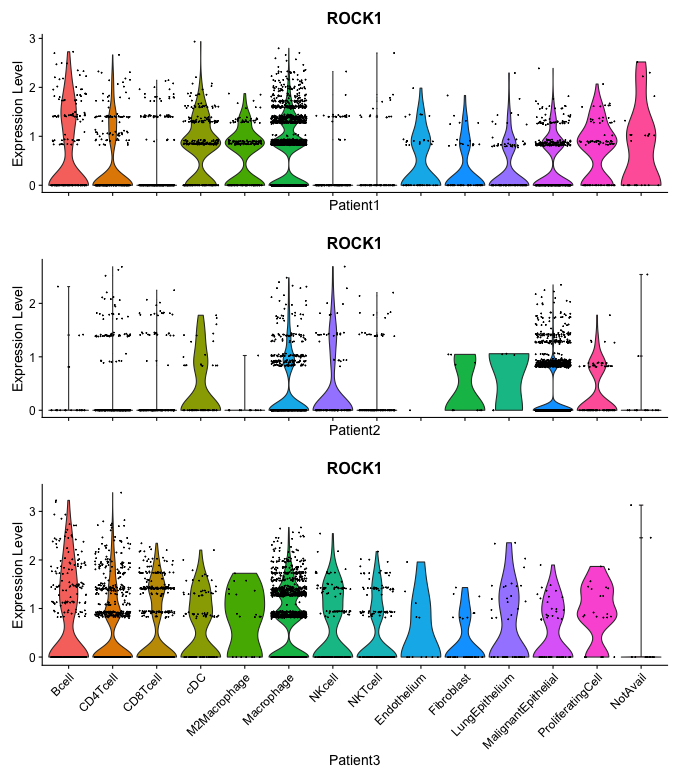 ROCK1
Expression Level
3
2
1
0
Patient1
ROCK1
Expression Level
2
1
0
Patient2
ROCK1
Expression Level
3
2
1
0
Bcell
CD4Tcell
CD8Tcell
cDC
M2Macrophage
Macrophage
NKcell
NKTcell
Endothelium
Fibroblast
LungEpithelium
MalignantEpithelial
ProliferatingCell
NotAvail
Patient3